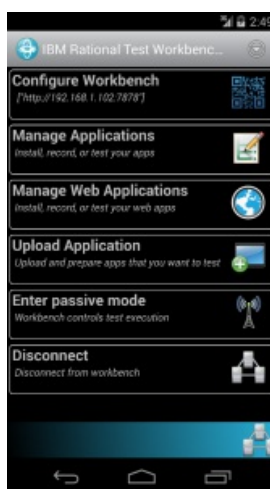 2:49
IBM Rational Test Workbenc...
Configure Workbench
["http://192.168.1.102:7878"]
Manage Applications
Install, record, or test your apps
Manage Web Applications
Install, record, or test your web apps
Upload Application
Upload and prepare apps that you want to test
Enter passive mode
Workbench controls test execution
Disconnect
Disconnect from workbench